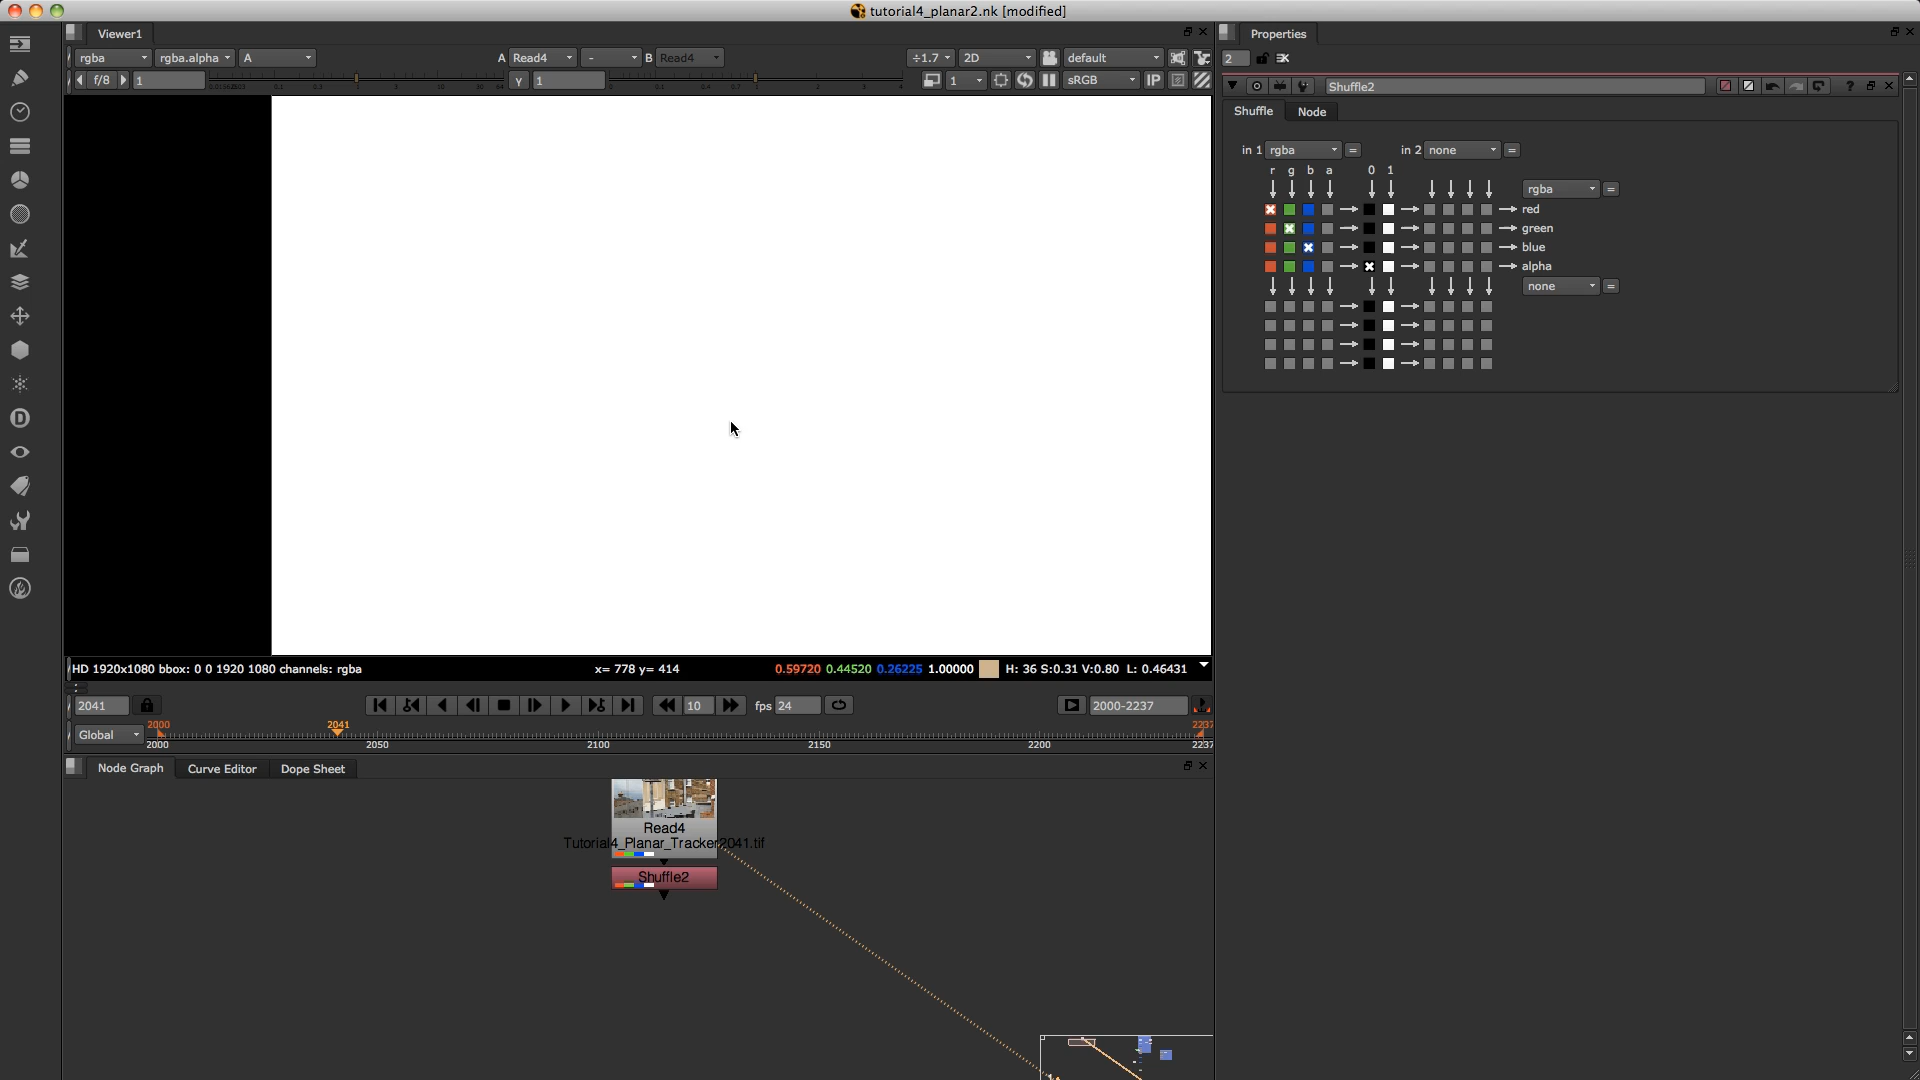 tutorial4_planar2.nk [modified]
Viewer1
Properties
rgba rgba.alpha A A Read4 - B Read4 ÷1.7 2D default
2
f/8 1 Y 1 1 sRGB IP
Shuffle2 ?
Shuffle Node
in 1 rgba = in 2 none =
r g b a 0 1
rgba =
red
green
blue
alpha
none =
HD 1920x1080 bbox: 0 0 1920 1080 channels: rgba x= 778 y= 414 0.59720 0.44520 0.26225 1.00000 H: 36 S:0.31 V:0.80 L: 0.46431
2041 10 fps 24 2000-2237
2000 2041 2237
Global
2000 2050 2100 2150 2200 2237
Node Graph Curve Editor Dope Sheet
Read4
Tutorial4_Planar_Tracker2041.tif
Shuffle2